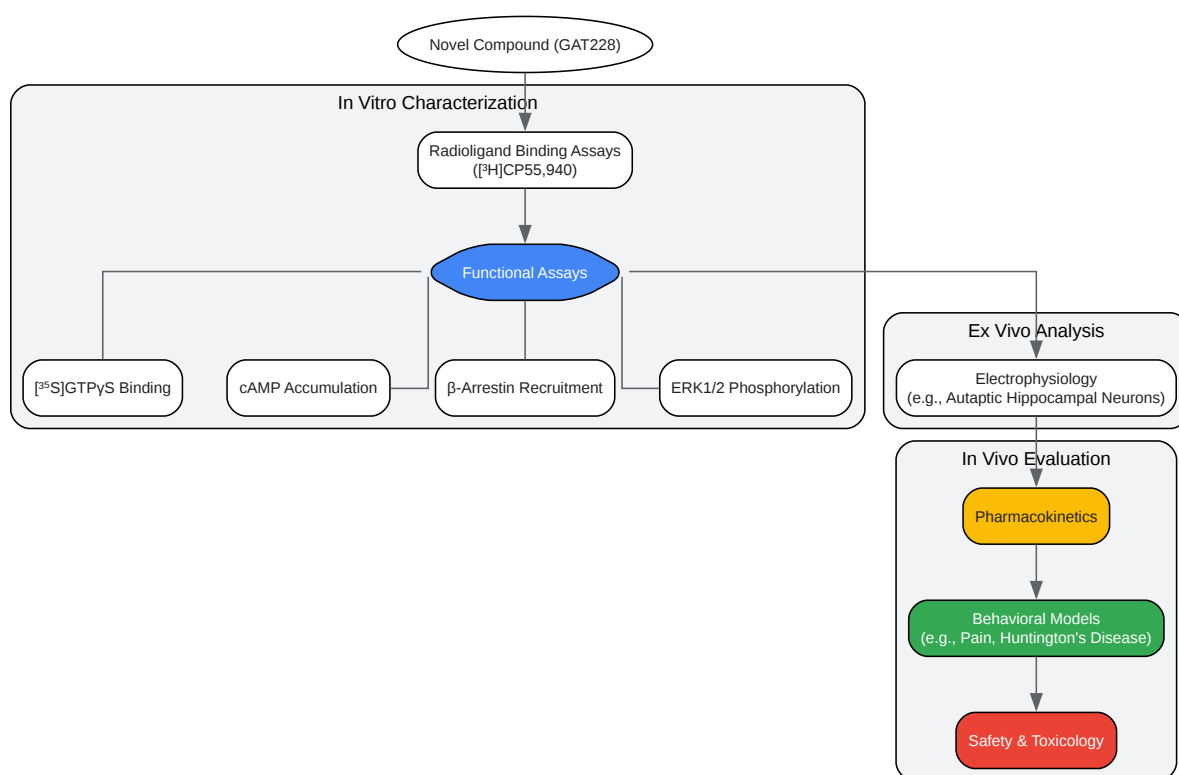 Novel Compound (GAT228)
In Vitro Characterization
Radioligand Binding Assays
([³H]CP55,940)
Functional Assays
[³⁵S]GTPγS Binding
cAMP Accumulation
β-Arrestin Recruitment
ERK1/2 Phosphorylation
Ex Vivo Analysis
Electrophysiology
(e.g., Autaptic Hippocampal Neurons)
In Vivo Evaluation
Pharmacokinetics
Behavioral Models
(e.g., Pain, Huntington's Disease)
Safety & Toxicology